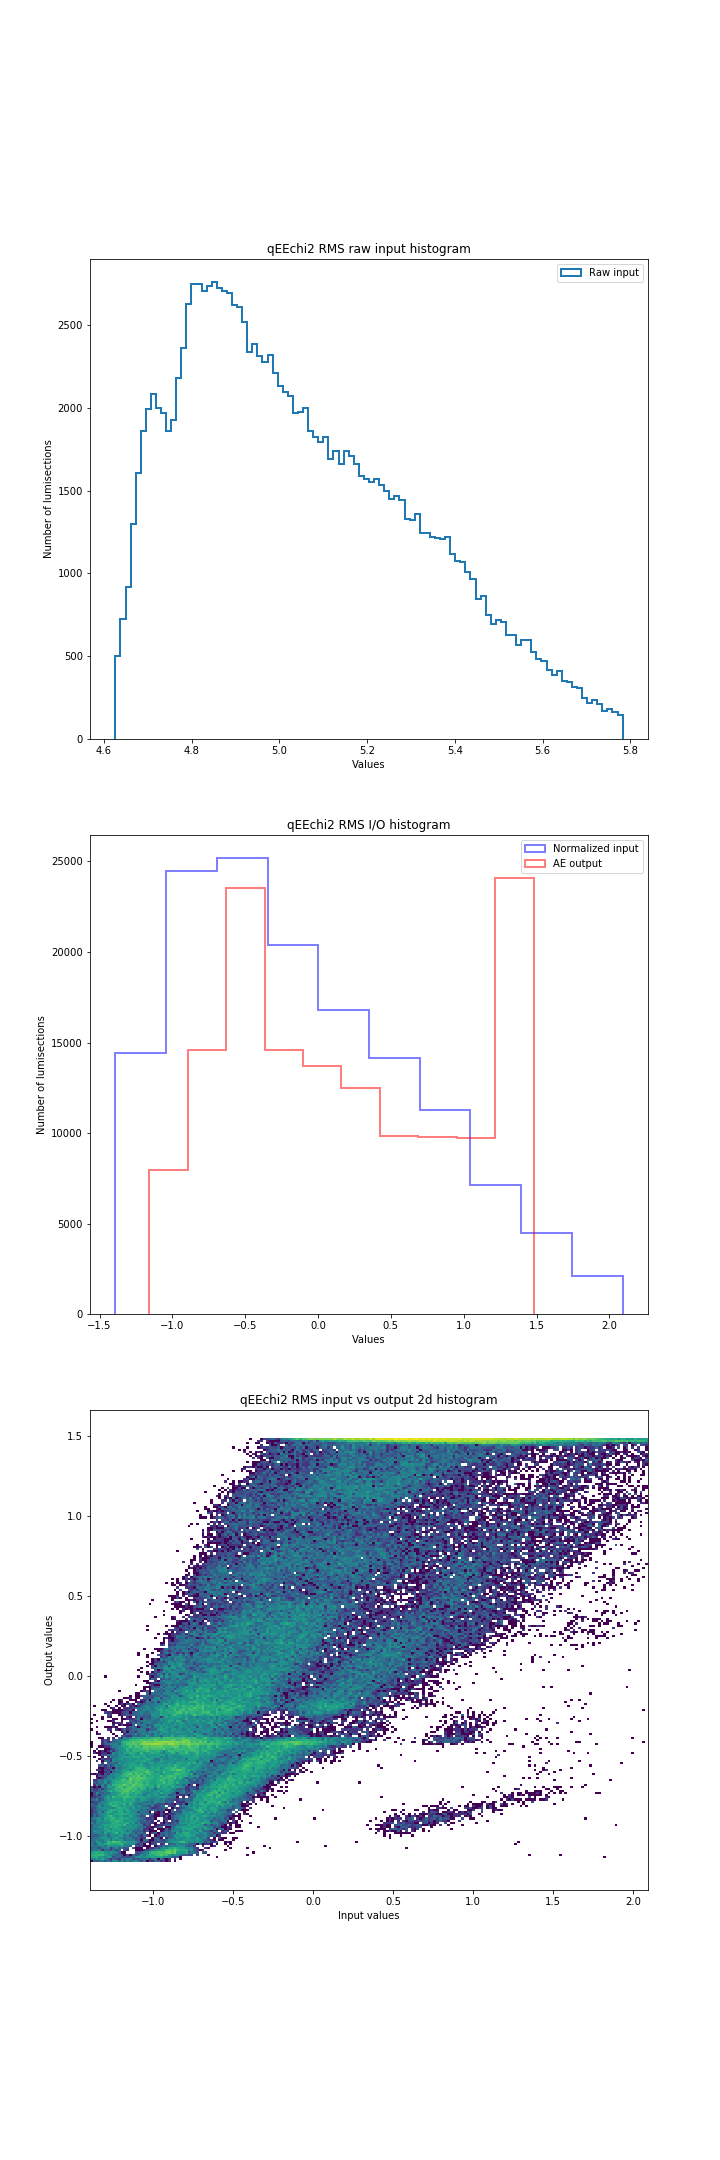 qEEchi2 RMS raw input histogram
Raw input
2500
2000
1500
1000
500
0
Number of lumisections
4.6 4.8 5.0 5.2 5.4 5.6 5.8
Values
qEEchi2 RMS I/O histogram
Normalized input
AE output
25000
20000
15000
10000
5000
0
Number of lumisections
−1.5 −1.0 −0.5 0.0 0.5 1.0 1.5 2.0
Values
qEEchi2 RMS input vs output 2d histogram
1.5
1.0
0.5
0.0
−0.5
−1.0
Output values
−1.0 −0.5 0.0 0.5 1.0 1.5 2.0
Input values